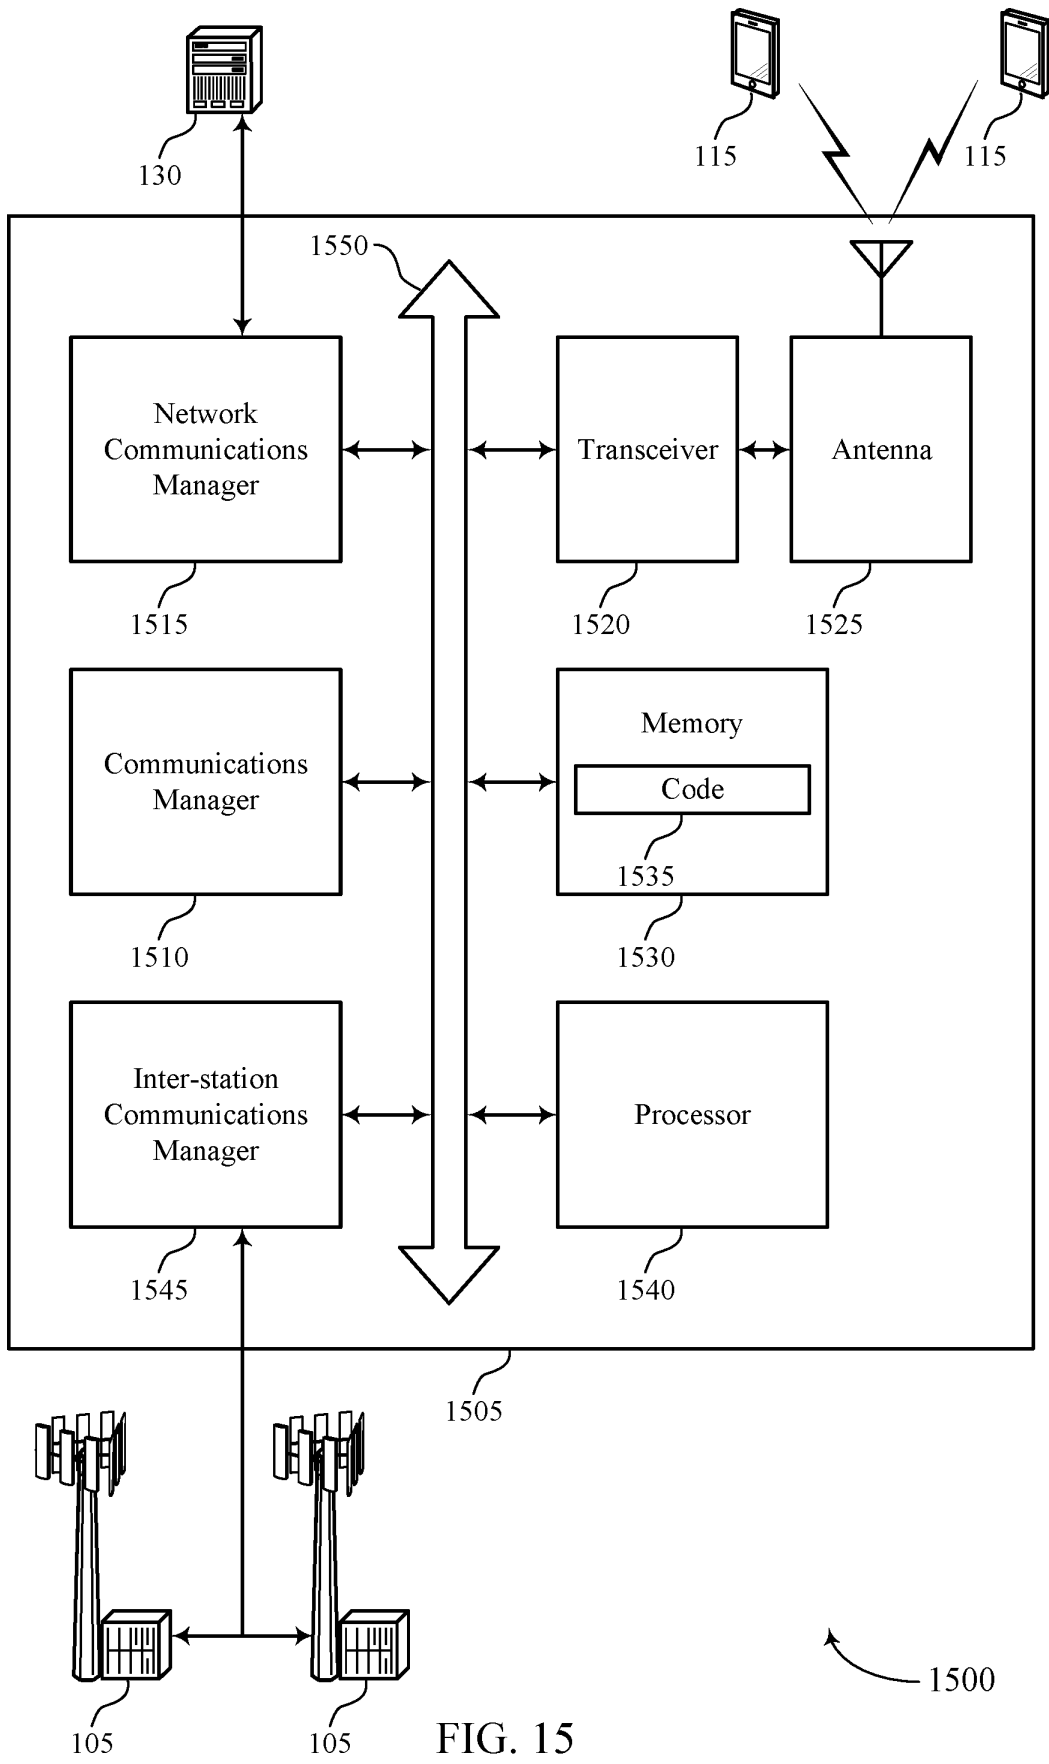 130
115
115
1550
Network
Communications
Manager
Transceiver
Antenna
1515
1520
1525
Communications
Manager
Memory
Code
1535
1510
1530
Inter-station
Communications
Manager
Processor
1545
1540
1505
105
105
1500
FIG. 15